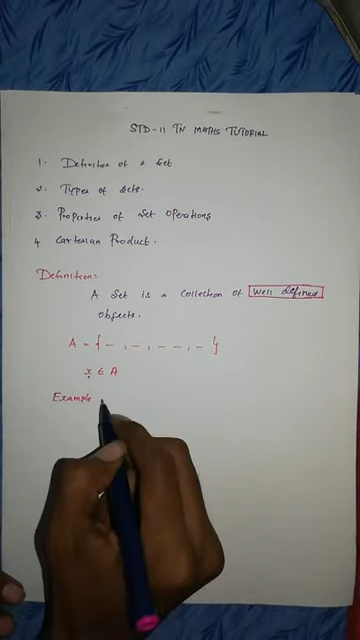 STD-11 TN MATHS TUTORIAL
1. Definition of a Set
2. Types of Sets.
3. Properties of Set Operations
4. Cartesian Product.
Definition:
A Set is a collection of Well defined
objects.
A = { – , – , – – , – }
x ∈ A
Example